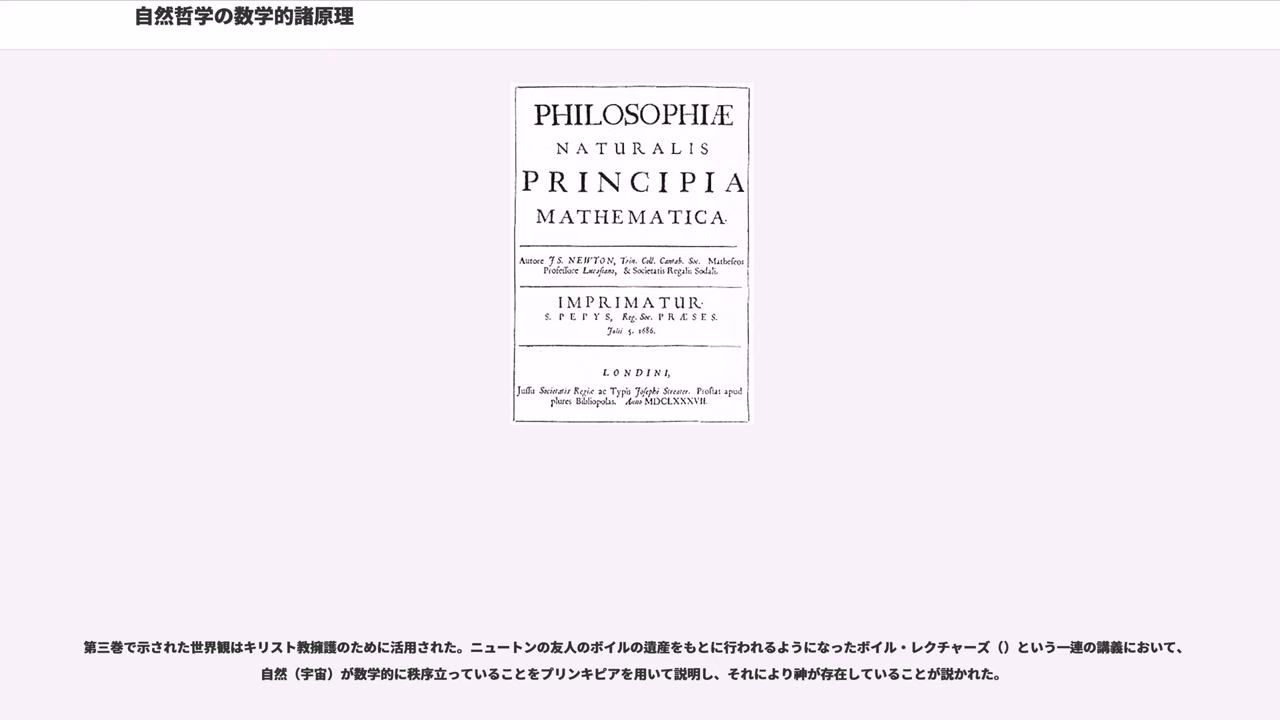 自然哲学の数学的諸原理
PHILOSOPHIÆ
NATURALIS
PRINCIPIA
MATHEMATICA.
Autore JS. NEWTON, Trin. Coll. Cantab. Soc. Matheseos
Professore Lucasiano, & Societatis Regalis Sodali.
IMPRIMATUR.
S. PEPYS, Reg. Soc. PRÆSES.
Julii 5. 1686.
LONDINI,
Jussu Societatis Regiæ ac Typis Josephi Streater. Prostat apud
plures Bibliopolas. Anno MDCLXXXVII.
第三巻で示された世界観はキリスト教擁護のために活用された。ニュートンの友人のボイルの遺産をもとに行われるようになったボイル・レクチャーズ（）という一連の講義において、
自然（宇宙）が数学的に秩序立っていることをプリンキピアを用いて説明し、それにより神が存在していることが説かれた。